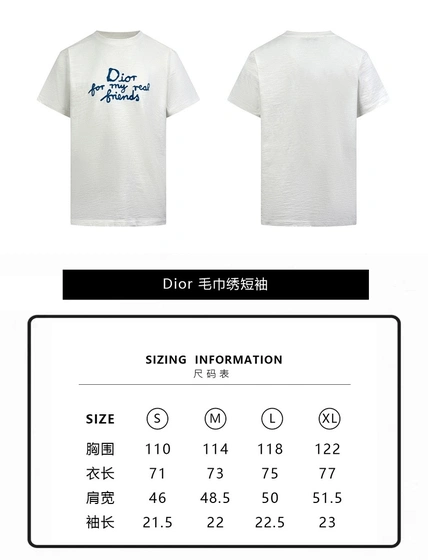 Dior
for my real
friends
Dior 毛巾绣短袖
SIZING INFORMATION
尺码表
SIZE S M L XL
胸围 110 114 118 122
衣长 71 73 75 77
肩宽 46 48.5 50 51.5
袖长 21.5 22 22.5 23